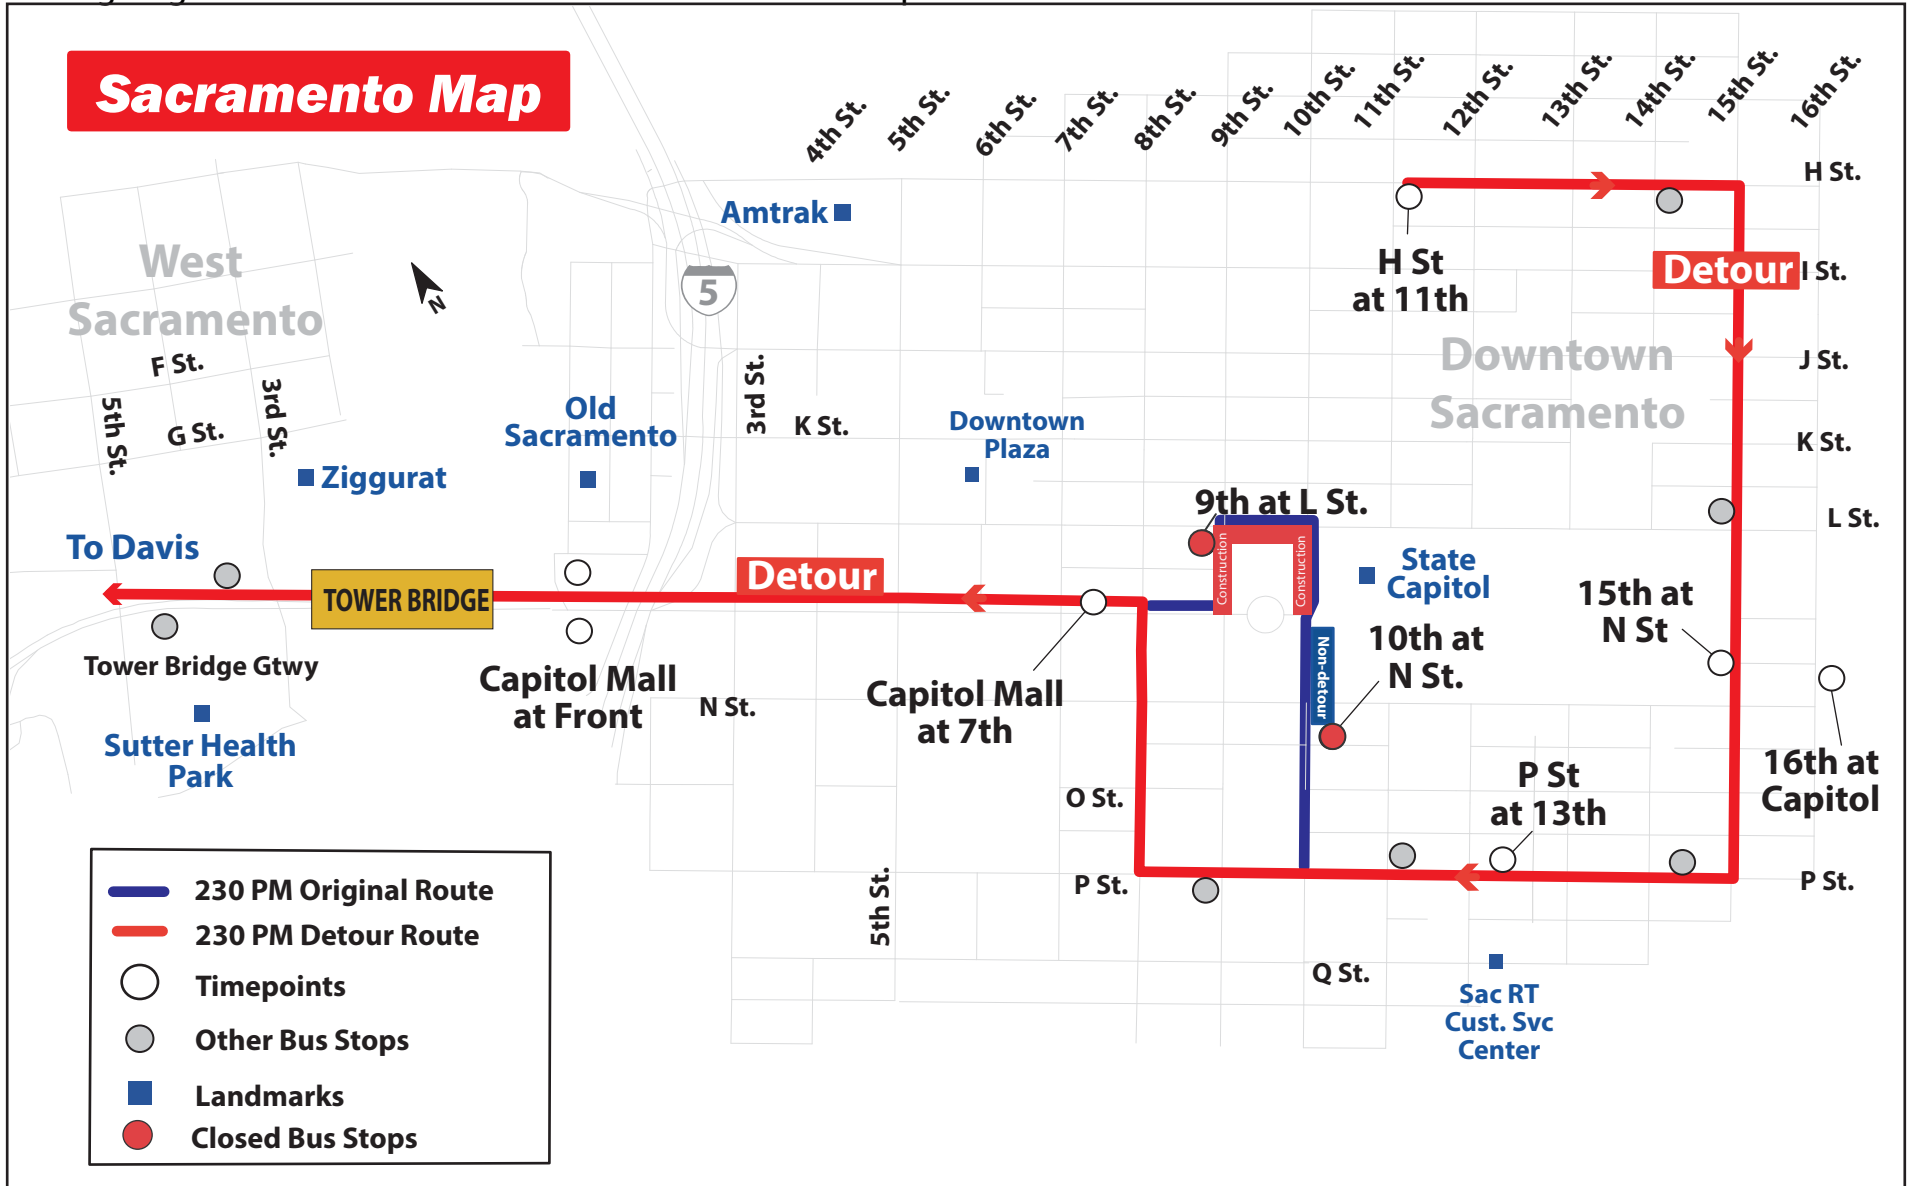 Sacramento Map
4th St.
5th St.
6th St.
7th St.
8th St.
9th St.
10th St.
11th St.
12th St.
13th St.
14th St.
15th St.
16th St.
H St.
Amtrak
West
Sacramento
N
5
H St
at 11th
Detour
I St.
Downtown
Sacramento
J St.
F St.
3rd St.
5th St.
G St.
3rd St.
Old
Sacramento
K St.
Downtown
Plaza
K St.
Ziggurat
9th at L St.
L St.
To Davis
Detour
Construction
Construction
State
Capitol
TOWER BRIDGE
15th at
N St
Non-detour
10th at
N St.
Tower Bridge Gtwy
Capitol Mall
at Front
N St.
Capitol Mall
at 7th
Sutter Health
Park
16th at
Capitol
P St
at 13th
O St.
5th St.
P St.
P St.
Q St.
Sac RT
Cust. Svc
Center
230 PM Original Route
230 PM Detour Route
Timepoints
Other Bus Stops
Landmarks
Closed Bus Stops